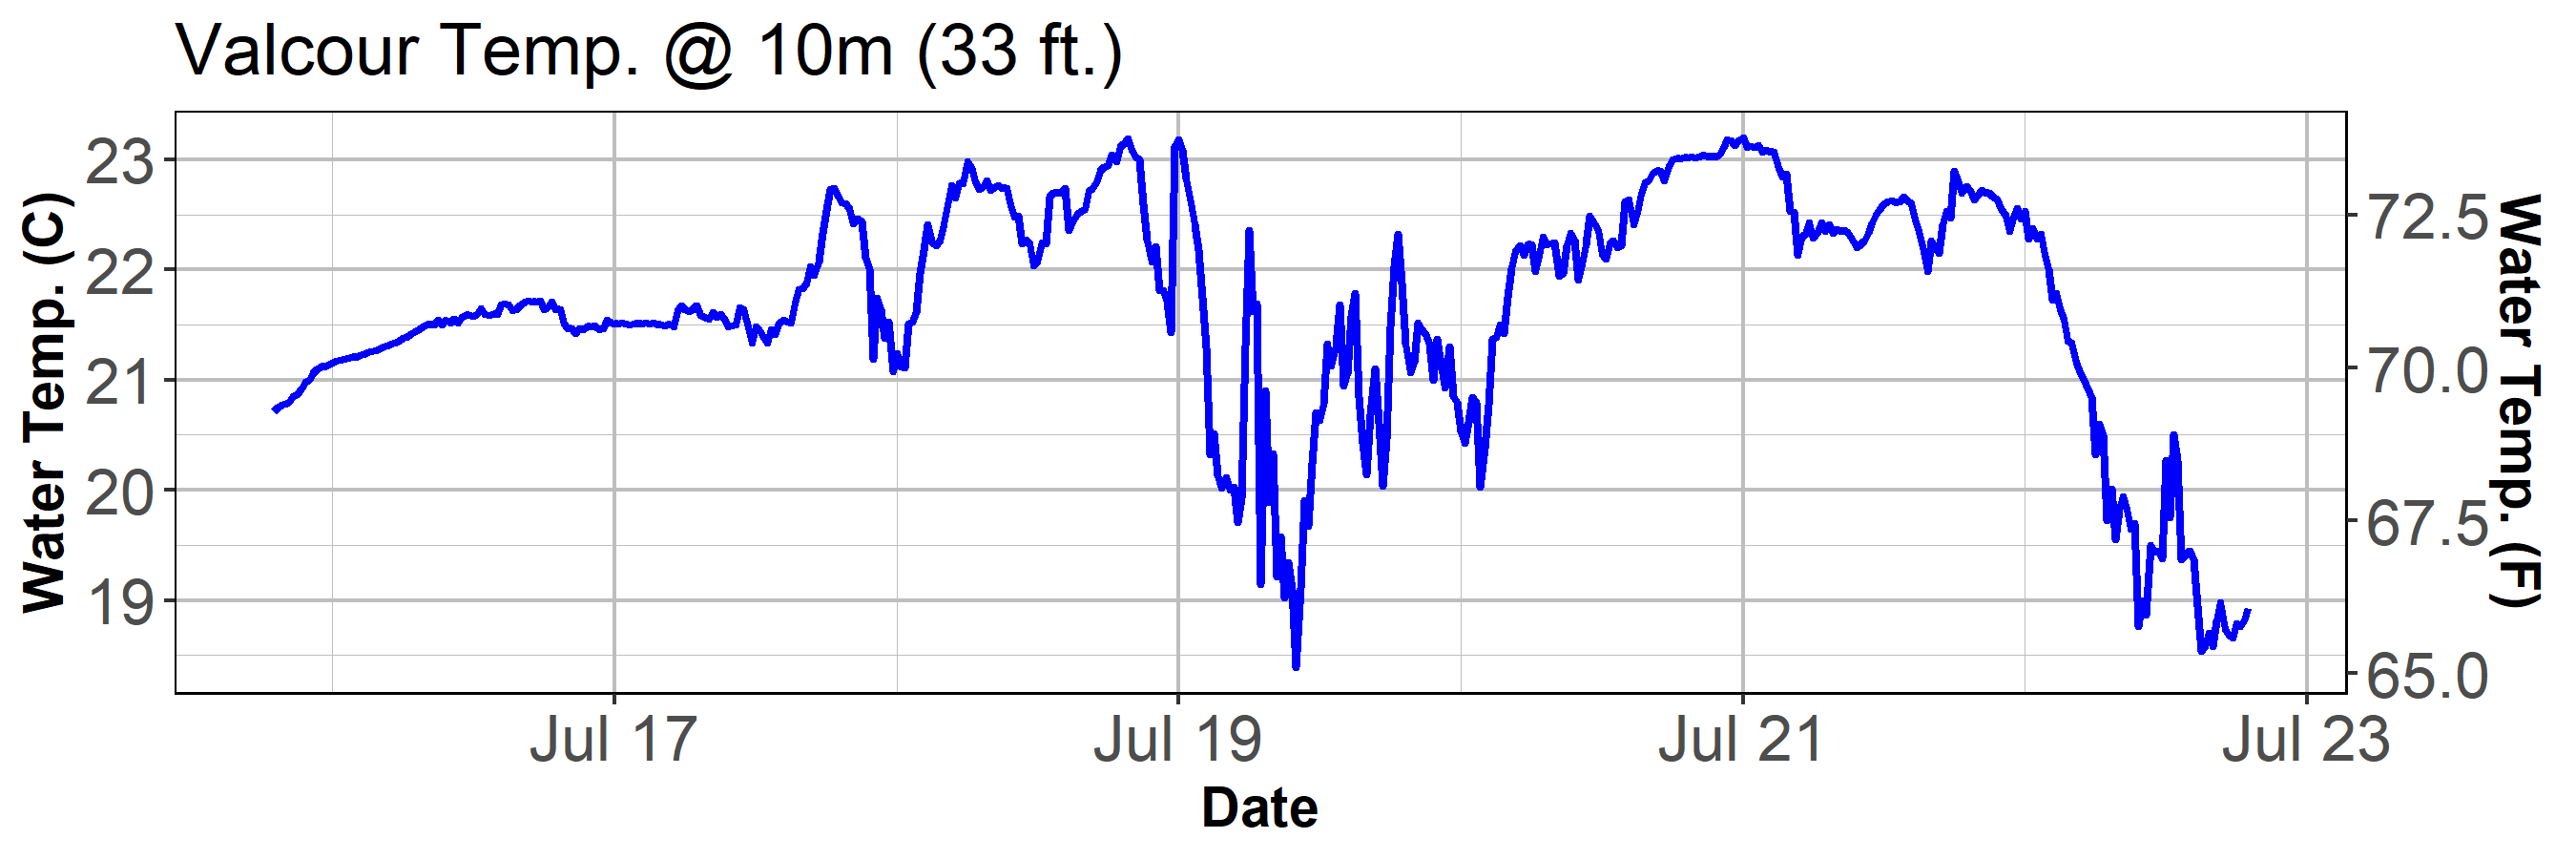 Valcour Temp. @ 10m (33 ft.)
Water Temp. (C)
23
22
21
20
19
72.5
70.0
67.5
65.0
Water Temp. (F)
Jul 17
Jul 19
Jul 21
Jul 23
Date